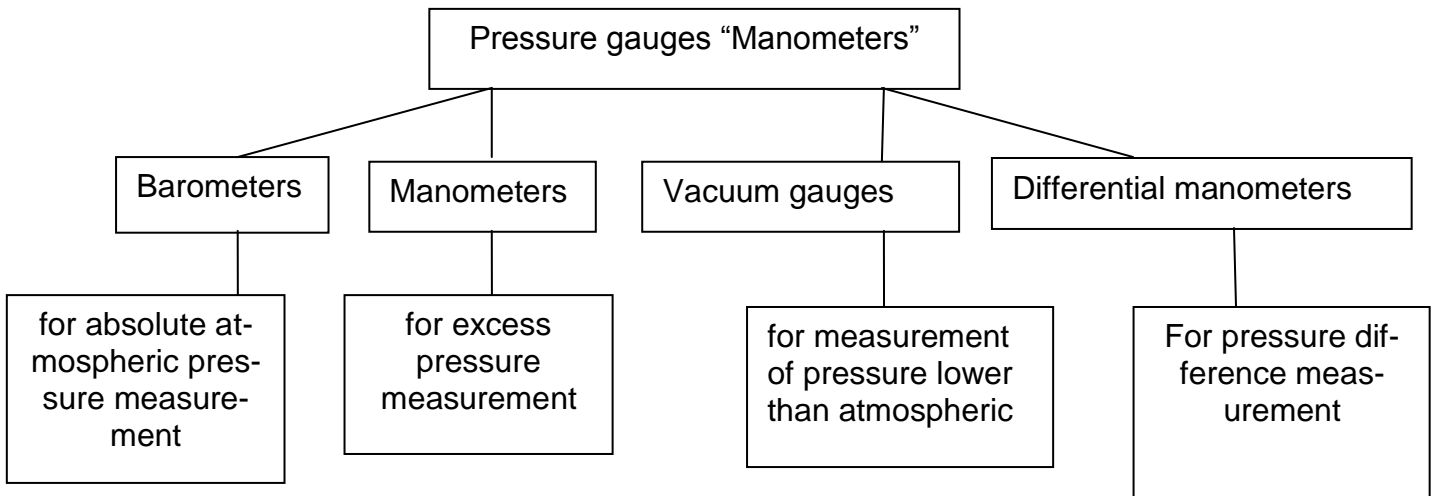 Pressure gauges “Manometers”
Barometers
Manometers
Vacuum gauges
Differential manometers
for absolute at-
mospheric pres-
sure measure-
ment
for excess
pressure
measurement
for measurement
of pressure lower
than atmospheric
For pressure dif-
ference meas-
urement